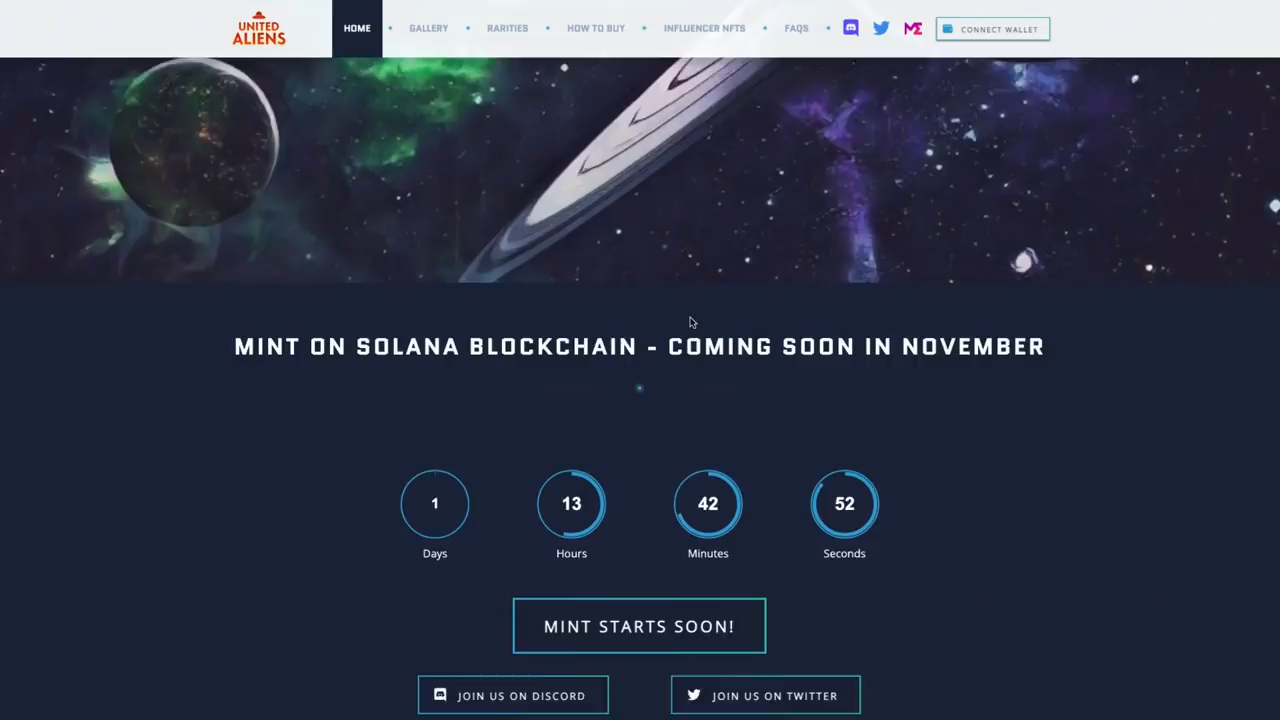 UNITED
ALIENS
HOME
GALLERY
RARITIES
HOW TO BUY
INFLUENCER NFTS
FAQS
CONNECT WALLET
MINT ON SOLANA BLOCKCHAIN - COMING SOON IN NOVEMBER
1 13 42 52
Days Hours Minutes Seconds
MINT STARTS SOON!
JOIN US ON DISCORD
JOIN US ON TWITTER